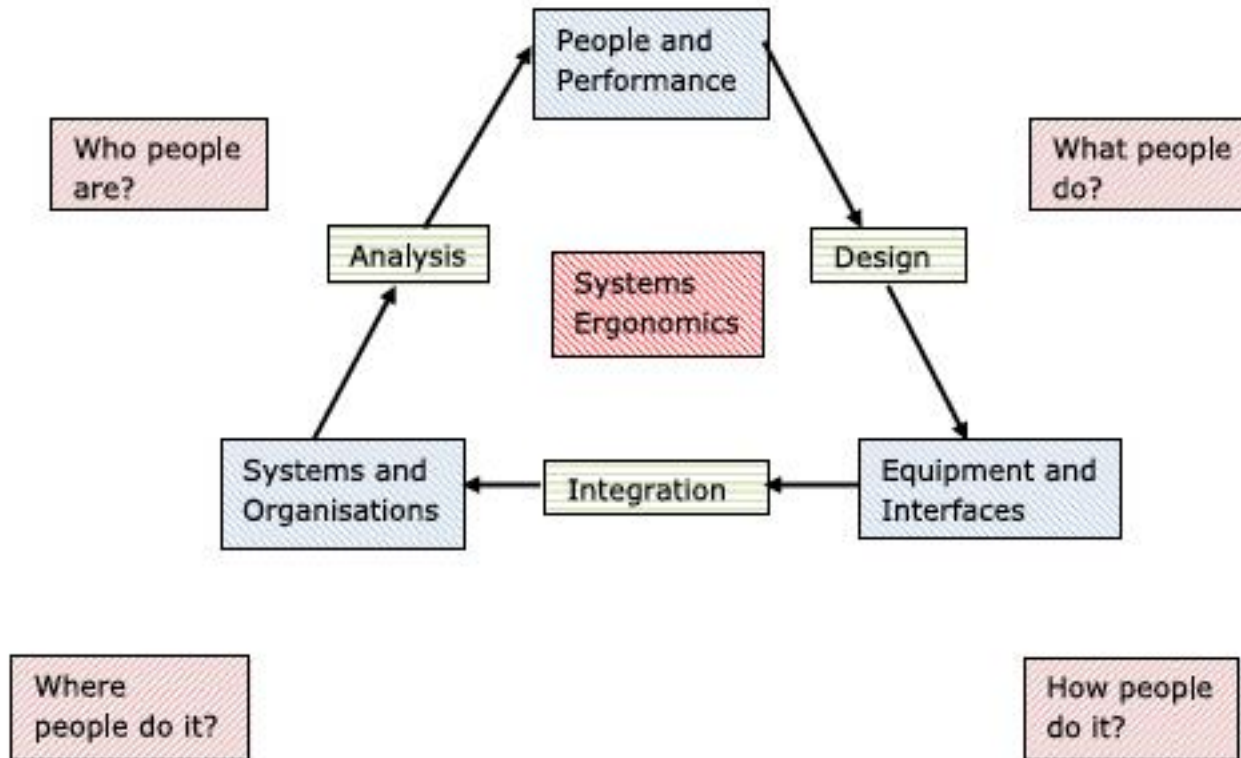 People and
Performance
Who people
are?
What people
do?
Analysis
Design
Systems
Ergonomics
Systems and
Organisations
Integration
Equipment and
Interfaces
Where
people do it?
How people
do it?